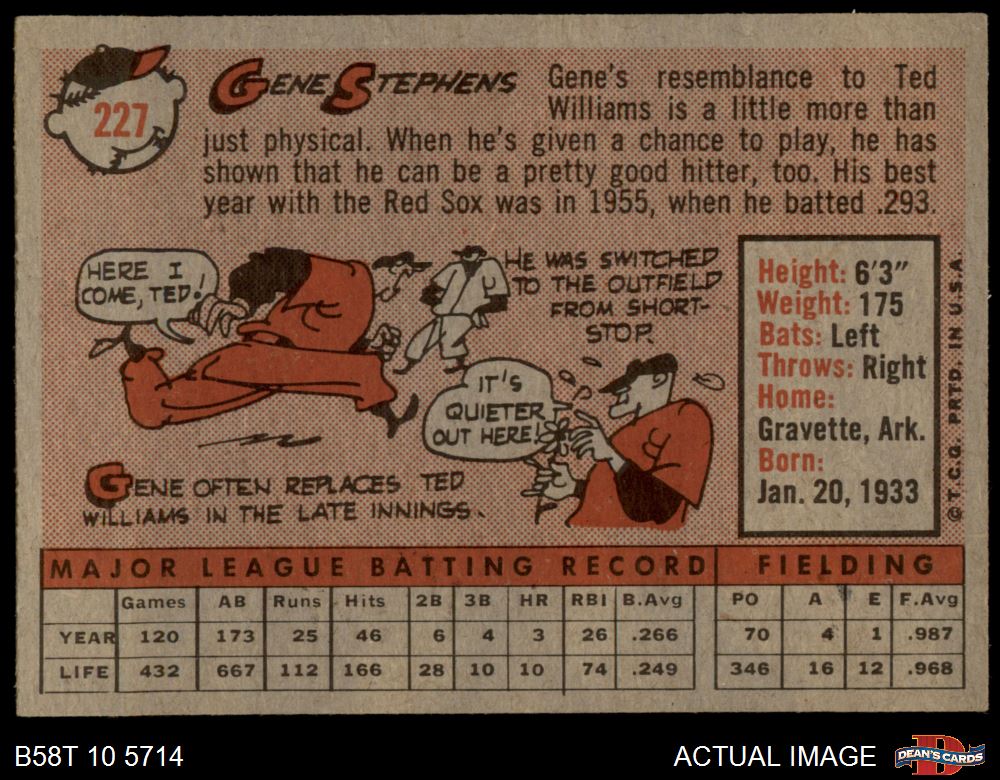 227
GENE STEPHENS
Gene's resemblance to Ted
Williams is a little more than
just physical. When he's given a chance to play, he has
shown that he can be a pretty good hitter, too. His best
year with the Red Sox was in 1955, when he batted .293.
HERE I
COME, TED!
HE WAS SWITCHED
TO THE OUTFIELD
FROM SHORT-
STOP.
IT'S
QUIETER
OUT HERE!
GENE OFTEN REPLACES TED
WILLIAMS IN THE LATE INNINGS.
Height: 6'3"
Weight: 175
Bats: Left
Throws: Right
Home:
Gravette, Ark.
Born:
Jan. 20, 1933
© T.C.G. PRTD. IN U.S.A.
MAJOR LEAGUE BATTING RECORD FIELDING
Games AB Runs Hits 2B 3B HR RBI B.Avg PO A E F.Avg
YEAR 120 173 25 46 6 4 3 26 .266 70 4 1 .987
LIFE 432 667 112 166 28 10 10 74 .249 346 16 12 .968
B58T 10 5714
ACTUAL IMAGE
D
DEAN'S CARDS